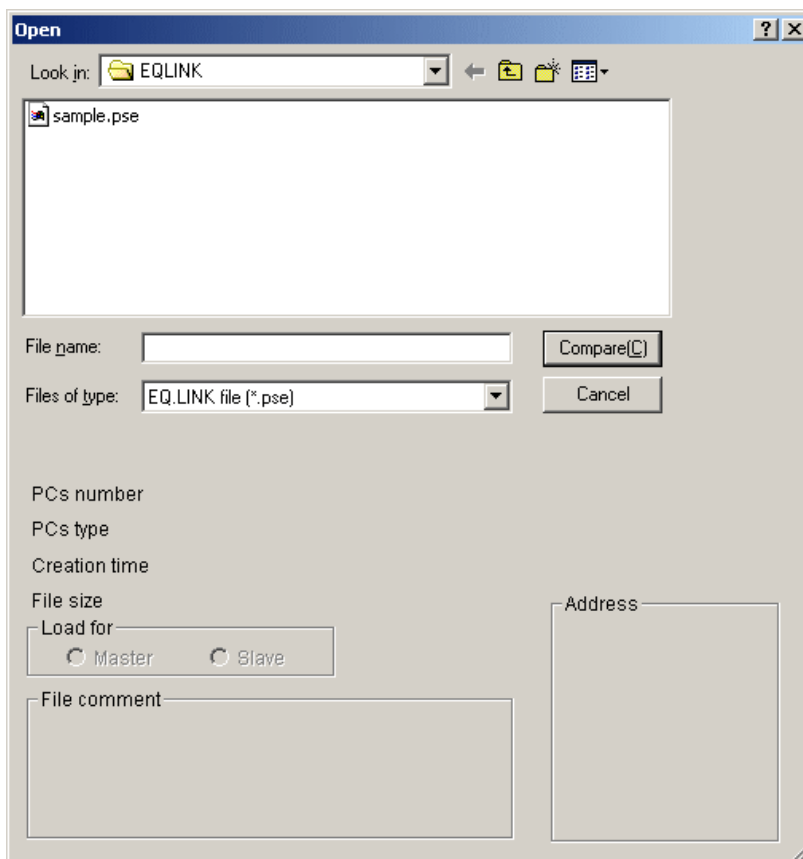 Open
Look in: EQLINK
sample.pse
File name: Compare(C)
Files of type: EQ.LINK file (*.pse) Cancel
PCs number
PCs type
Creation time
File size
Address
Load for
Master Slave
File comment